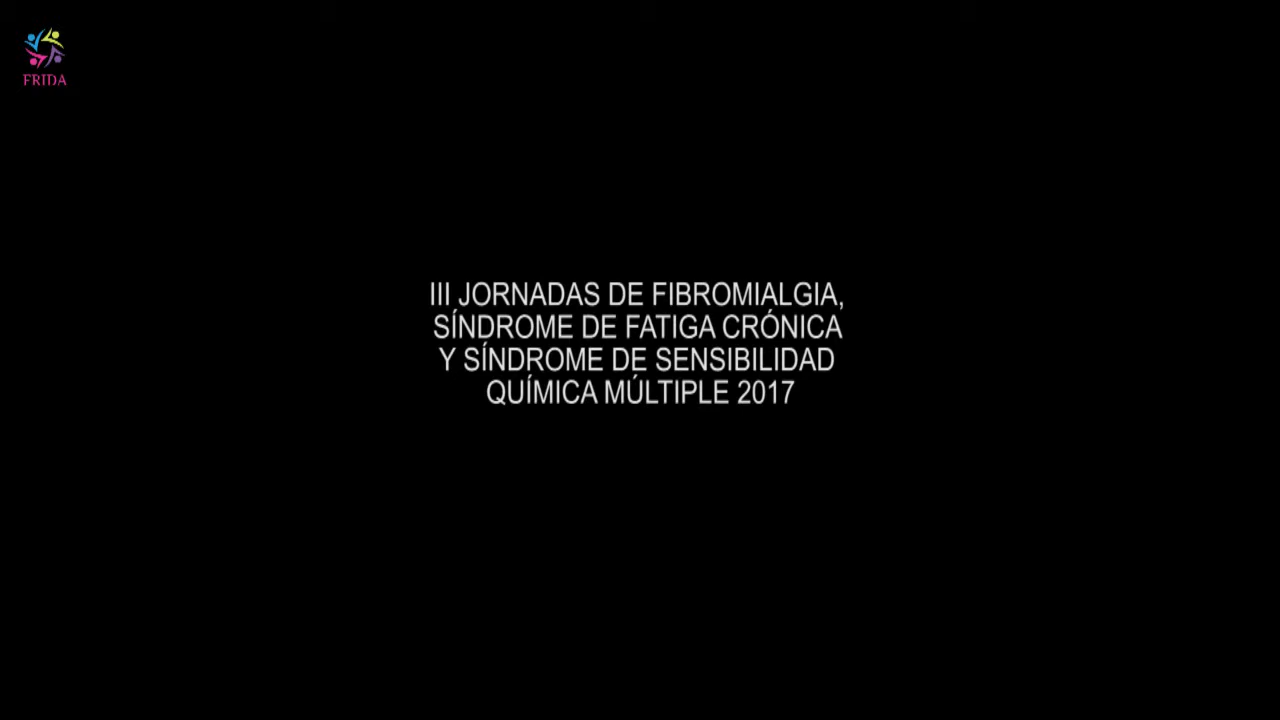 FRIDA
III JORNADAS DE FIBROMIALGIA,
SÍNDROME DE FATIGA CRÓNICA
Y SÍNDROME DE SENSIBILIDAD
QUÍMICA MÚLTIPLE 2017